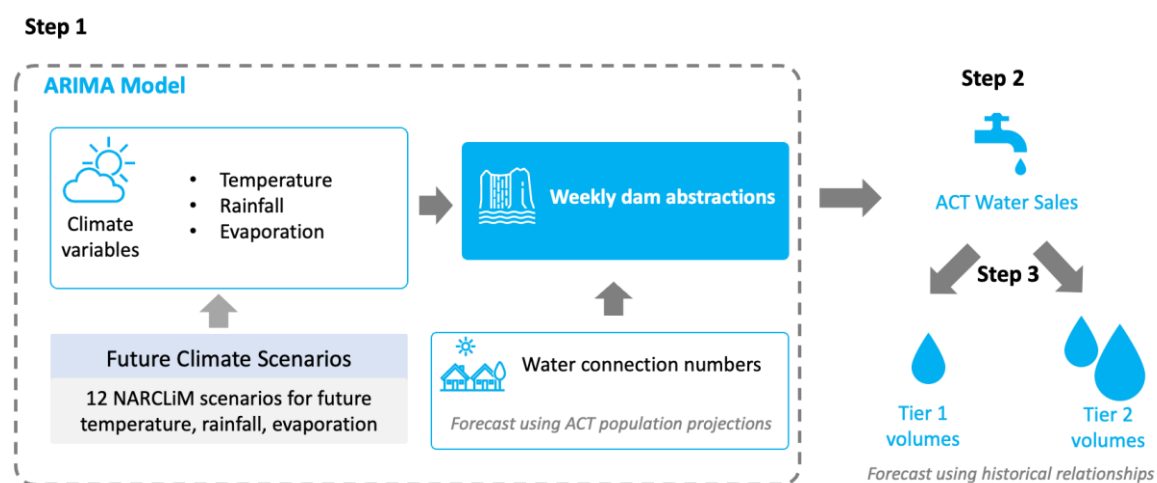 Step 1
ARIMA Model
Climate
variables
• Temperature
• Rainfall
• Evaporation
Weekly dam abstractions
Future Climate Scenarios
12 NARCLiM scenarios for future
temperature, rainfall, evaporation
Water connection numbers
Forecast using ACT population projections
Step 2
ACT Water Sales
Step 3
Tier 1
volumes
Tier 2
volumes
Forecast using historical relationships